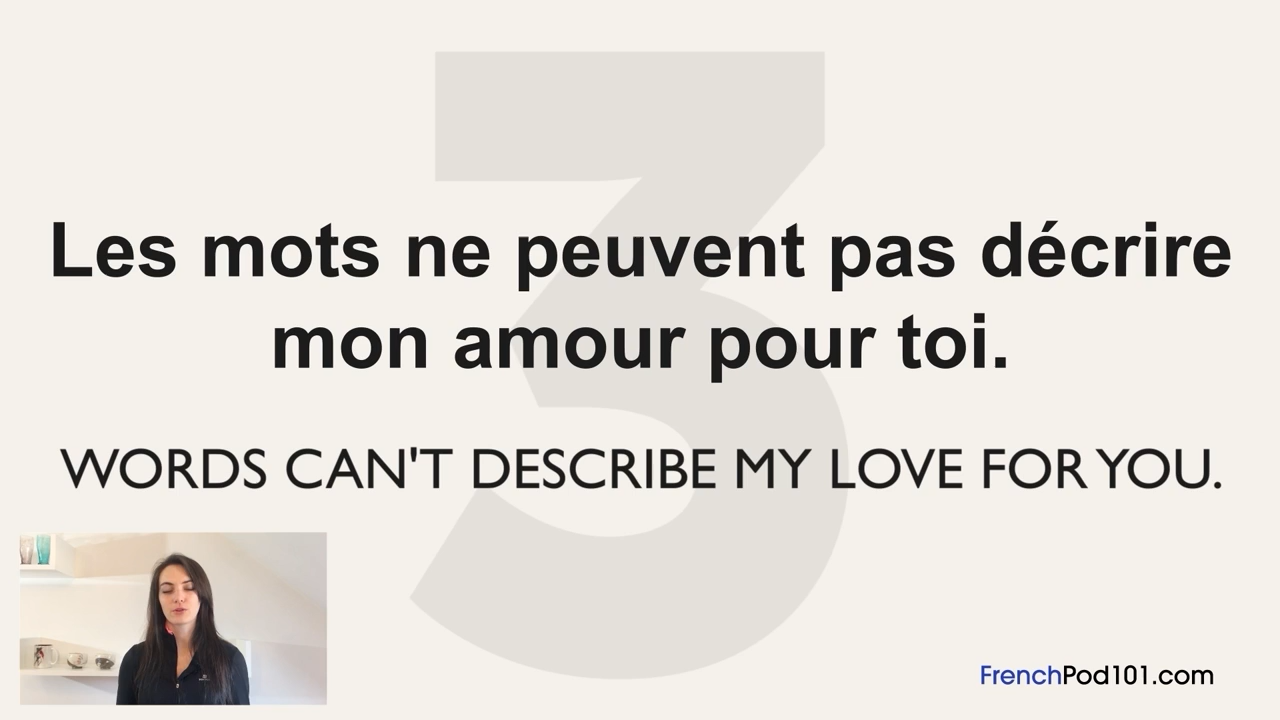 3
Les mots ne peuvent pas décrire
mon amour pour toi.
WORDS CAN'T DESCRIBE MY LOVE FOR YOU.
FrenchPod101.com